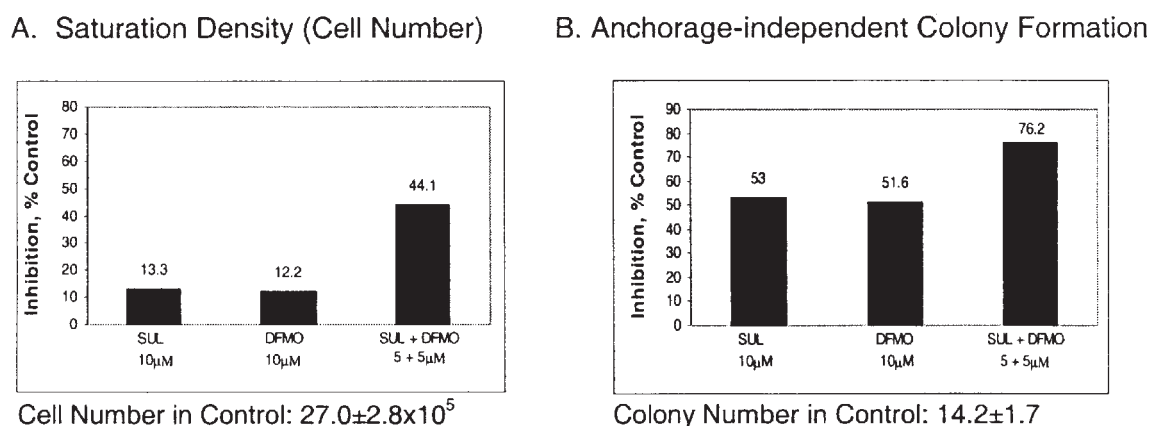 A. Saturation Density (Cell Number)
B. Anchorage-independent Colony Formation
Inhibition, % Control
80
70
60
50
40
30
20
10
0
13.3
12.2
44.1
SUL
10μM
DFMO
10μM
SUL + DFMO
5 + 5μM
Cell Number in Control: 27.0±2.8x10⁵
Inhibition, % Control
90
80
70
60
50
40
30
20
10
0
53
51.6
76.2
SUL
10μM
DFMO
10μM
SUL + DFMO
5 + 5μM
Colony Number in Control: 14.2±1.7